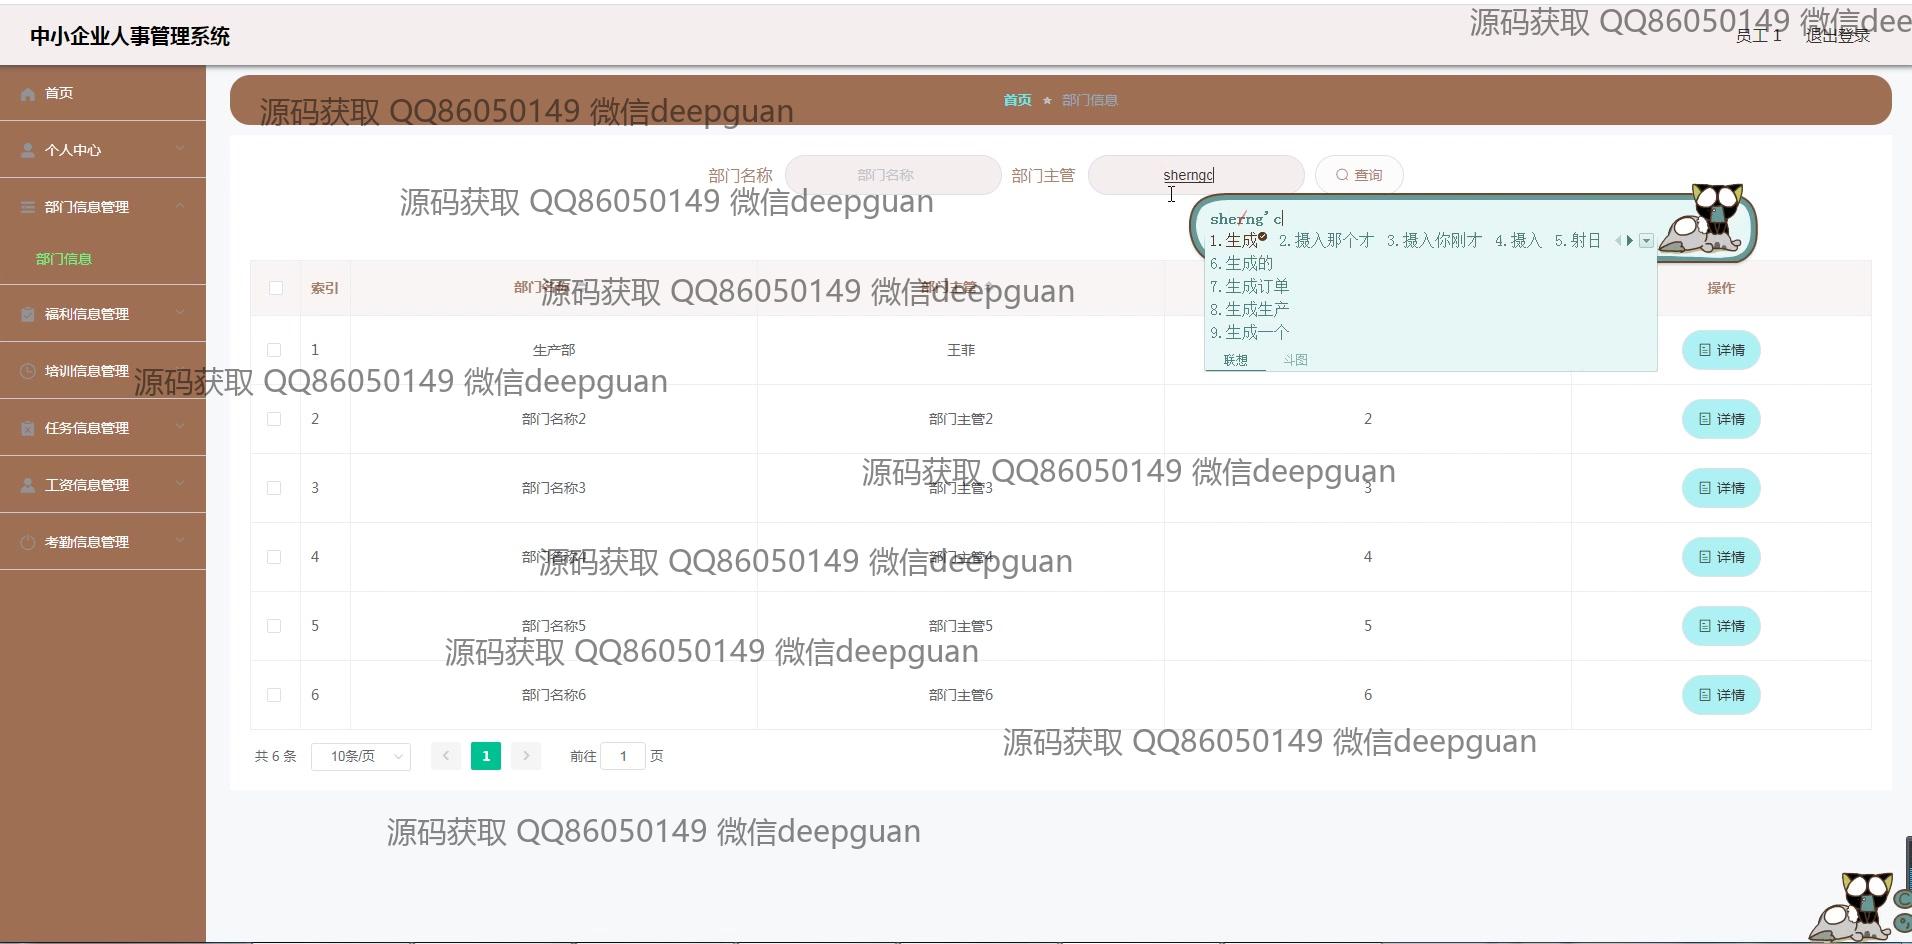 中小企业人事管理系统
源码获取 QQ86050149 微信dee
员工 1 退出登录
首页
个人中心
部门信息管理
部门信息
福利信息管理
培训信息管理
任务信息管理
工资信息管理
考勤信息管理
首页 ★ 部门信息
源码获取 QQ86050149 微信deepguan
部门名称 部门名称 部门主管 sherngc 查询
源码获取 QQ86050149 微信deepguan
sherng'c
1.生成 2.摄入那个才 3.摄入你刚才 4.摄入 5.射日
6.生成的
7.生成订单
8.生成生产
9.生成一个
联想 斗图
索引 部门名称 部门主管 操作
源码获取 QQ86050149 微信deepguan
1 生产部 王菲 详情
源码获取 QQ86050149 微信deepguan
2 部门名称2 部门主管2 2 详情
源码获取 QQ86050149 微信deepguan
3 部门名称3 部门主管3 3 详情
4 部门名称4 部门主管4 4 详情
源码获取 QQ86050149 微信deepguan
5 部门名称5 部门主管5 5 详情
源码获取 QQ86050149 微信deepguan
6 部门名称6 部门主管6 6 详情
源码获取 QQ86050149 微信deepguan
共 6 条 10条/页 1 前往 1 页
源码获取 QQ86050149 微信deepguan